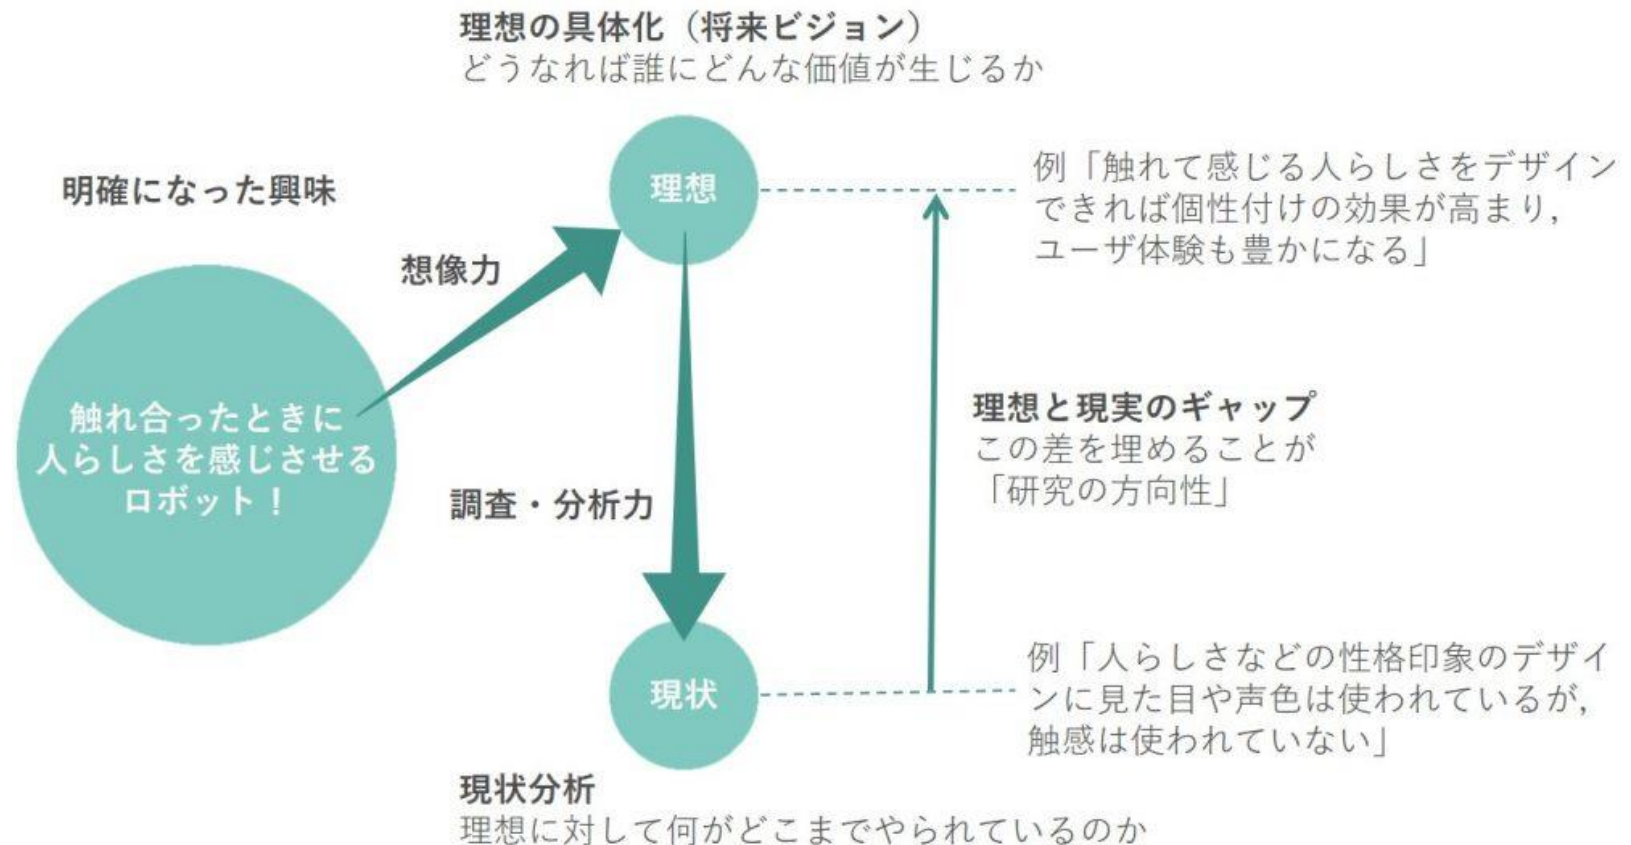 理想の具体化（将来ビジョン）
どうなれば誰にどんな価値が生じるか
明確になった興味
理想
例「触れて感じる人らしさをデザイン
できれば個性付けの効果が高まり，
ユーザ体験も豊かになる」
想像力
触れ合ったときに
人らしさを感じさせる
ロボット！
理想と現実のギャップ
この差を埋めることが
「研究の方向性」
調査・分析力
現状
例「人らしさなどの性格印象のデザイ
ンに見た目や声色は使われているが，
触感は使われていない」
現状分析
理想に対して何がどこまでやられているのか